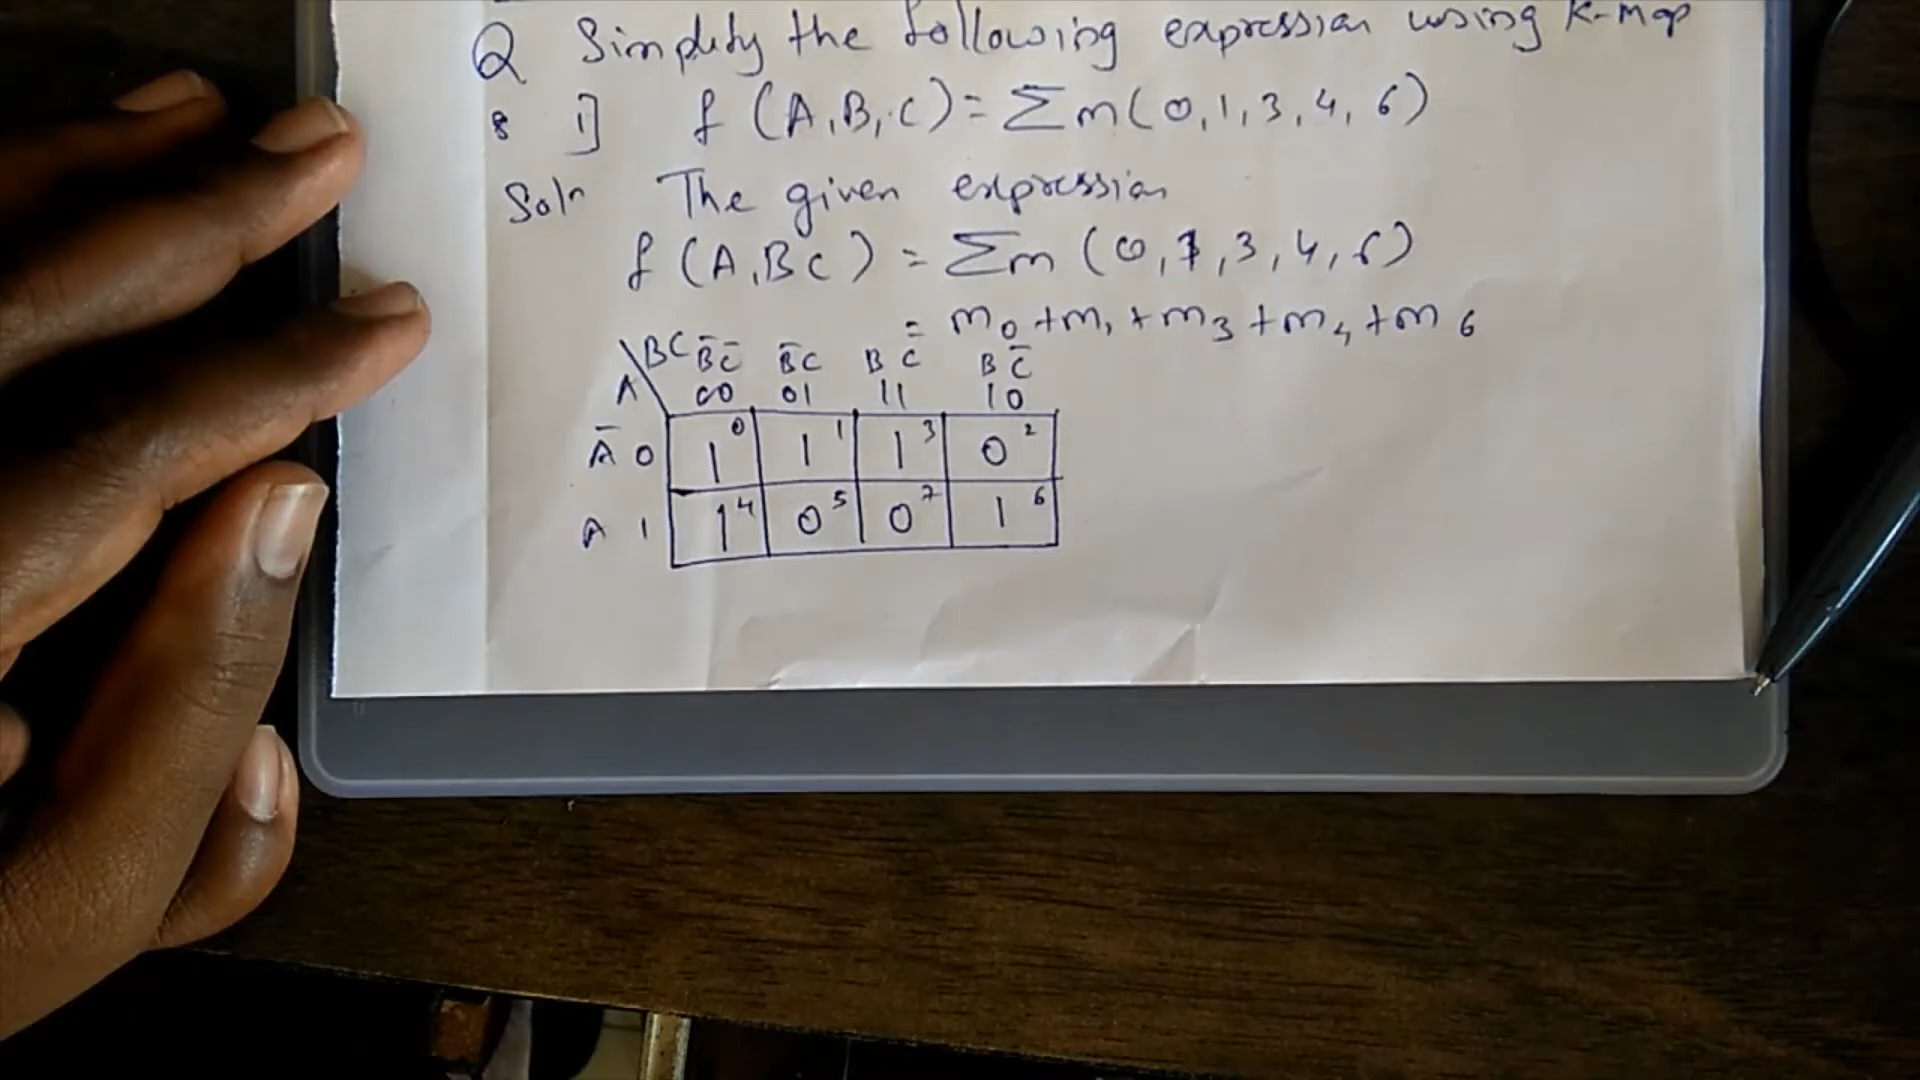 Q Simplify the following expression using K-Map
8 i] f (A,B,C) = Σm(0,1,3,4,6)
Soln The given expression
f (A,BC) = Σm (0,1,3,4,6)
= m0 + m1 + m3 + m4 + m6
BC B̅C̅ B̅C BC BC̅
A 00 01 11 10
A̅ 0 1 0 1 1 1 3 0 2
A 1 1 4 0 5 0 7 1 6